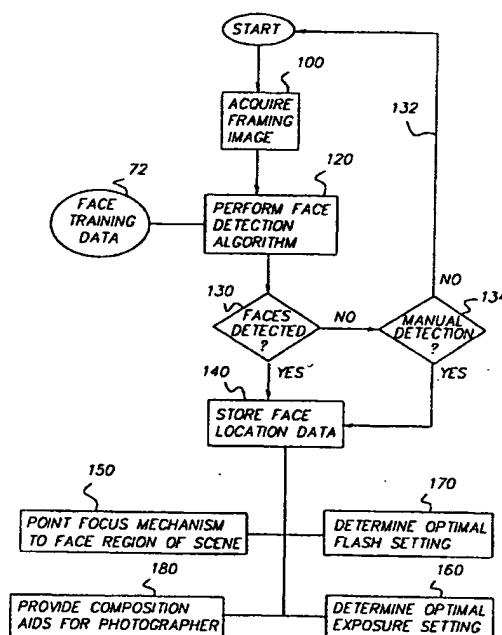 START
100
ACQUIRE
FRAMING
IMAGE
132
72
FACE
TRAINING
DATA
120
PERFORM FACE
DETECTION
ALGORITHM
130
FACES
DETECTED
?
NO
NO
134
MANUAL
DETECTION
?
YES
YES
140
STORE FACE
LOCATION DATA
150
POINT FOCUS MECHANISM
TO FACE REGION OF SCENE
170
DETERMINE OPTIMAL
FLASH SETTING
180
PROVIDE COMPOSITION
AIDS FOR PHOTOGRAPHER
160
DETERMINE OPTIMAL
EXPOSURE SETTING